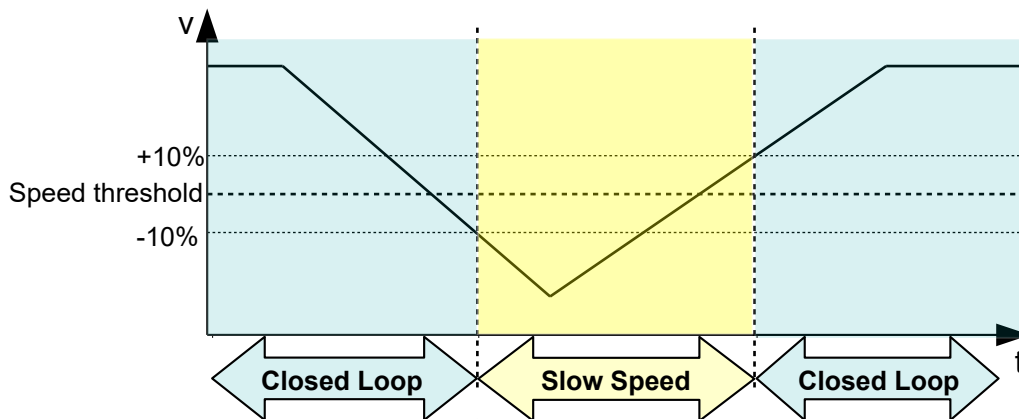 v
+10%
Speed threshold
-10%
t
Closed Loop
Slow Speed
Closed Loop